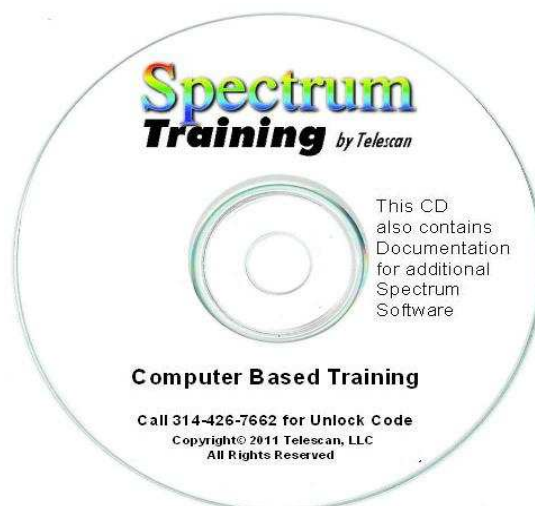 Spectrum
Training by Telescan
This CD
also contains
Documentation
for additional
Spectrum
Software
Computer Based Training
Call 314-426-7662 for Unlock Code
Copyright© 2011 Telescan, LLC
All Rights Reserved